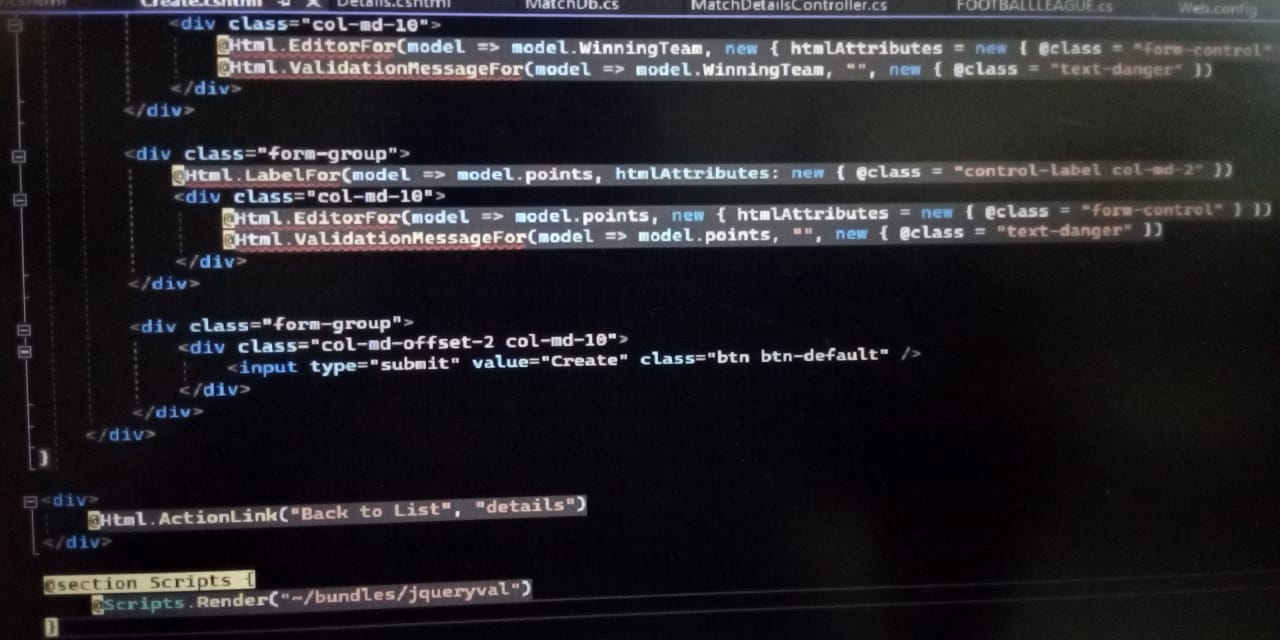 Create.cshtml Details.cshtml MatchDb.cs MatchDetailsController.cs FOOTBALLLEAGUE.cs Web.config
<div class="col-md-10">
@Html.EditorFor(model => model.WinningTeam, new { htmlAttributes = new { @class = "form-control"
@Html.ValidationMessageFor(model => model.WinningTeam, "", new { @class = "text-danger" })
</div>
</div>
<div class="form-group">
@Html.LabelFor(model => model.points, htmlAttributes: new { @class = "control-label col-md-2" })
<div class="col-md-10">
@Html.EditorFor(model => model.points, new { htmlAttributes = new { @class = "form-control" } })
@Html.ValidationMessageFor(model => model.points, "", new { @class = "text-danger" })
</div>
</div>
<div class="form-group">
<div class="col-md-offset-2 col-md-10">
<input type="submit" value="Create" class="btn btn-default" />
</div>
</div>
</div>
}
<div>
@Html.ActionLink("Back to List", "details")
</div>
@section Scripts {
@Scripts.Render("~/bundles/jqueryval")
}